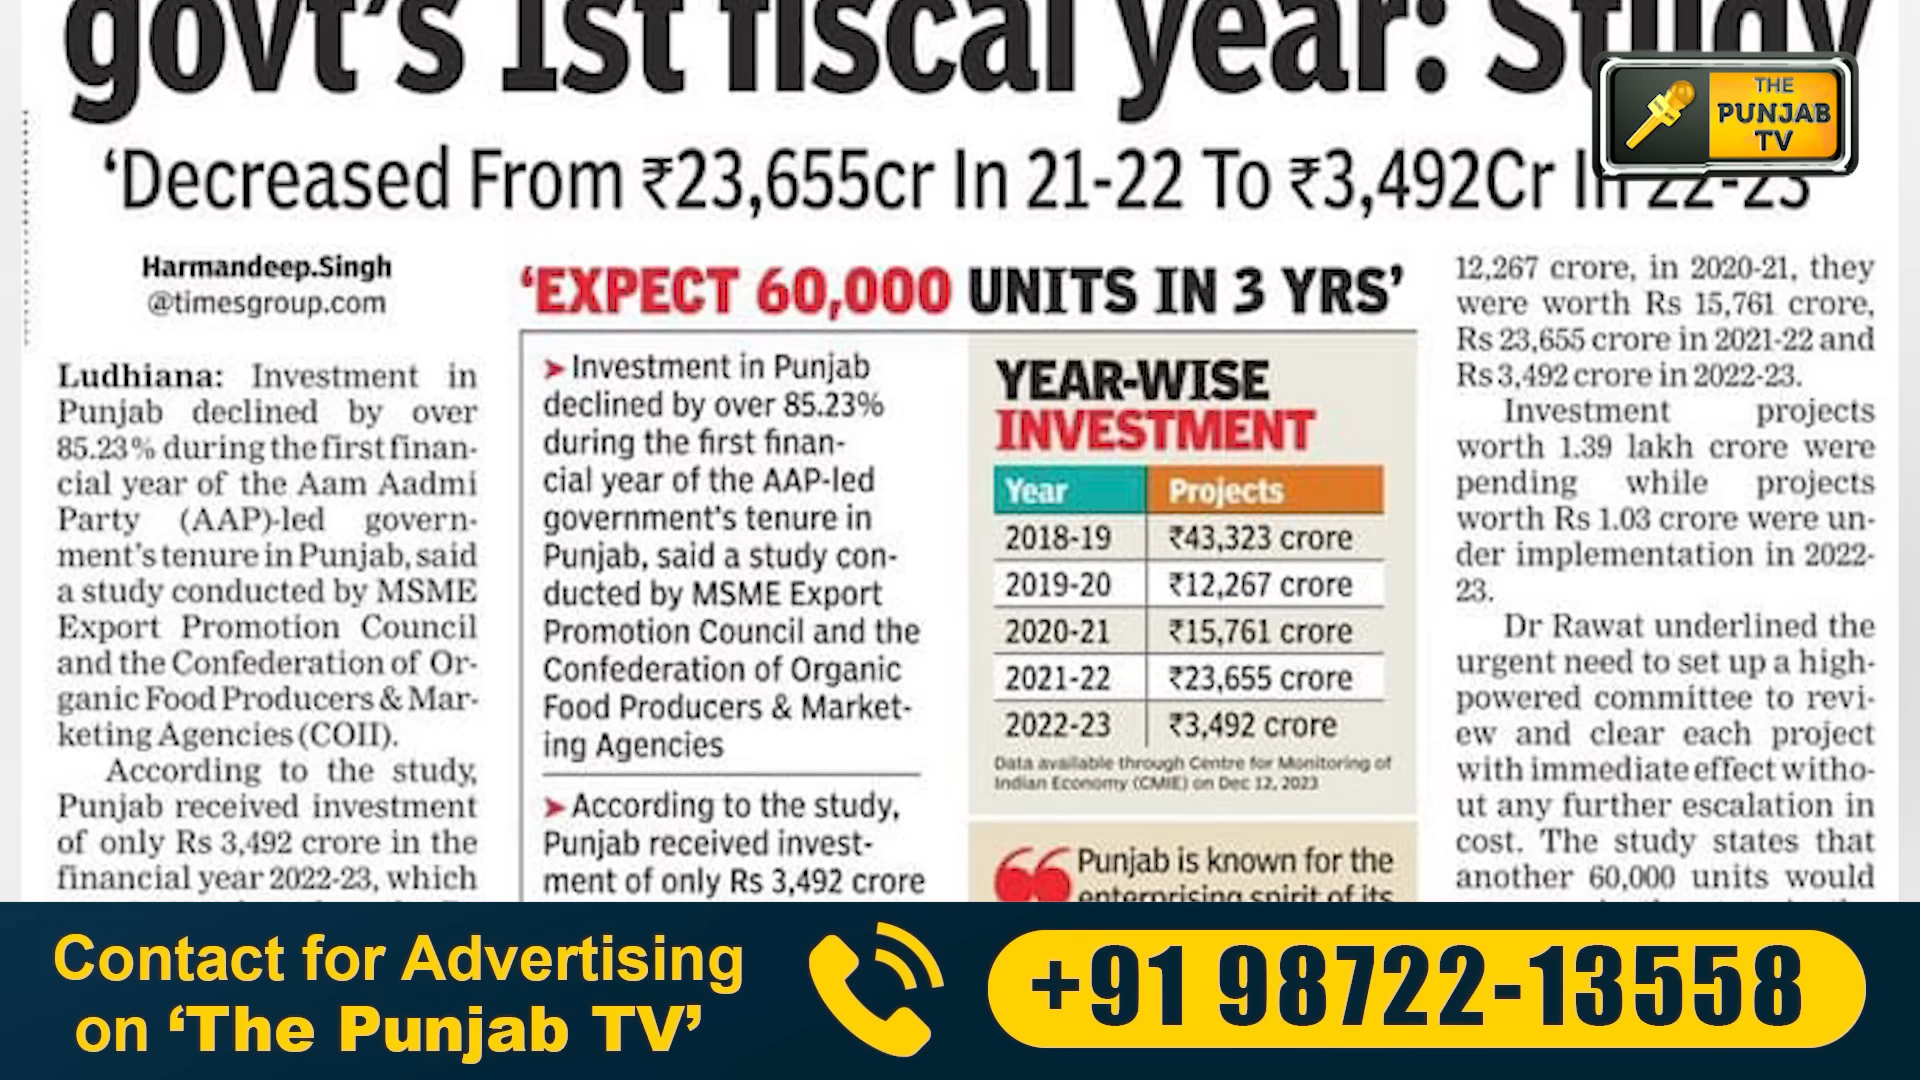 govt's 1st fiscal year: Study
THE
PUNJAB
TV
'Decreased From ₹23,655cr In 21-22 To ₹3,492Cr In 22-23'
Harmandeep.Singh
@timesgroup.com
Ludhiana: Investment in
Punjab declined by over
85.23% during the first finan-
cial year of the Aam Aadmi
Party (AAP)-led govern-
ment's tenure in Punjab, said
a study conducted by MSME
Export Promotion Council
and the Confederation of Or-
ganic Food Producers & Mar-
keting Agencies (COII).
According to the study,
Punjab received investment
of only Rs 3,492 crore in the
financial year 2022-23, which
'EXPECT 60,000 UNITS IN 3 YRS'
➤ Investment in Punjab
declined by over 85.23%
during the first finan-
cial year of the AAP-led
government's tenure in
Punjab, said a study con-
ducted by MSME Export
Promotion Council and the
Confederation of Organic
Food Producers & Market-
ing Agencies
➤ According to the study,
Punjab received invest-
ment of only Rs 3,492 crore
YEAR-WISE
INVESTMENT
Year Projects
2018-19 ₹43,323 crore
2019-20 ₹12,267 crore
2020-21 ₹15,761 crore
2021-22 ₹23,655 crore
2022-23 ₹3,492 crore
Data available through Centre for Monitoring of
Indian Economy (CMIE) on Dec 12, 2023
Punjab is known for the
enterprising spirit of its
12,267 crore, in 2020-21, they
were worth Rs 15,761 crore,
Rs 23,655 crore in 2021-22 and
Rs 3,492 crore in 2022-23.
Investment projects
worth 1.39 lakh crore were
pending while projects
worth Rs 1.03 crore were un-
der implementation in 2022-
23.
Dr Rawat underlined the
urgent need to set up a high-
powered committee to revi-
ew and clear each project
with immediate effect witho-
ut any further escalation in
cost. The study states that
another 60,000 units would
Contact for Advertising
on 'The Punjab TV'
+91 98722-13558